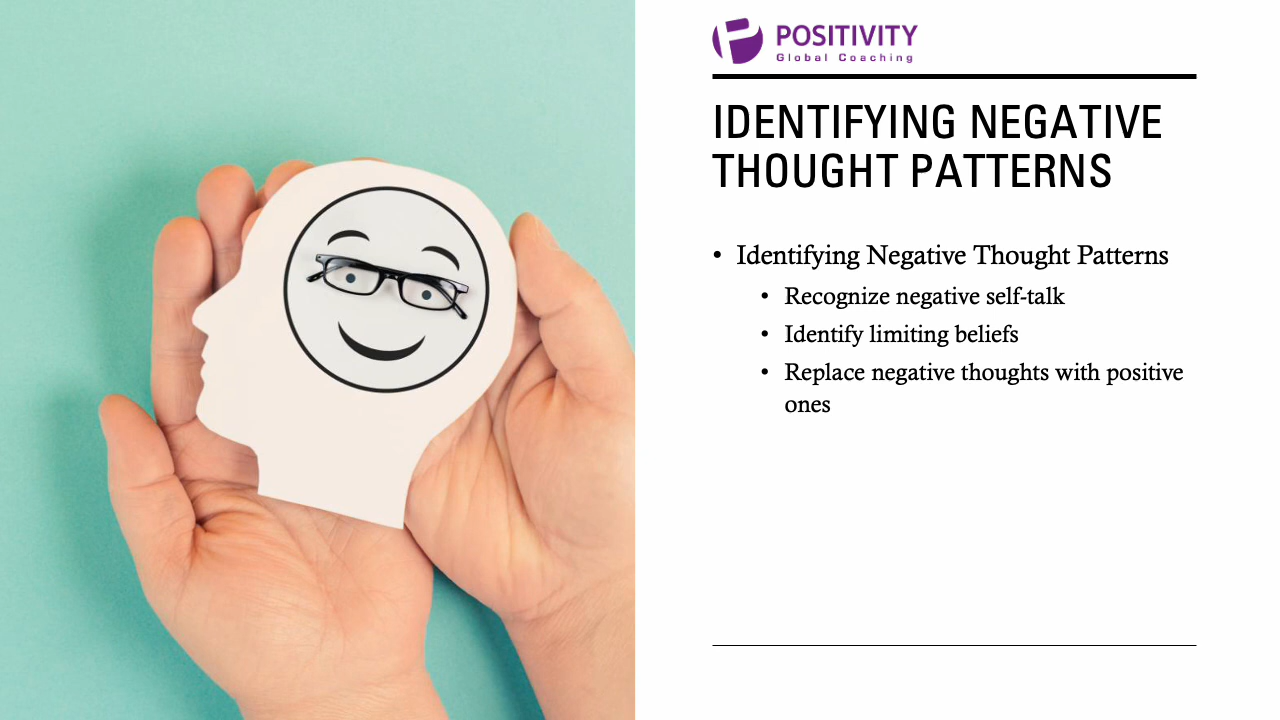 POSITIVITY
Global Coaching
IDENTIFYING NEGATIVE
THOUGHT PATTERNS
• Identifying Negative Thought Patterns
• Recognize negative self-talk
• Identify limiting beliefs
• Replace negative thoughts with positive
ones